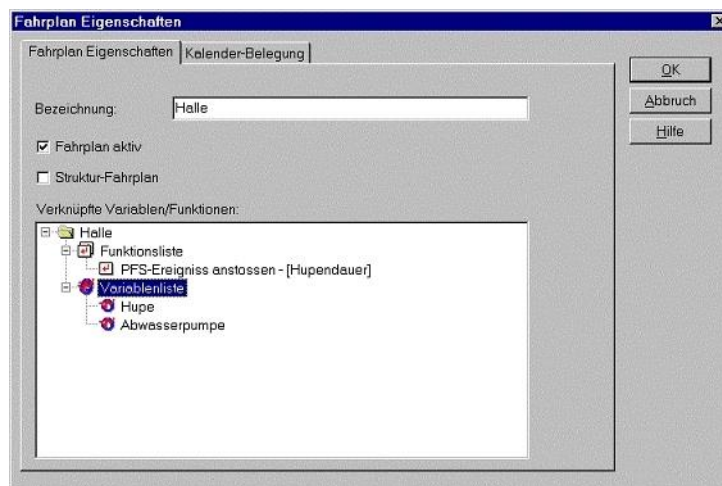 Fahrplan Eigenschaften
Fahrplan Eigenschaften Kalender-Belegung
OK
Abbruch
Hilfe
Bezeichnung: Halle
Fahrplan aktiv
Struktur-Fahrplan
Verknüpfte Variablen/Funktionen:
Halle
Funktionsliste
PFS-Ereigniss anstossen - [Hupendauer]
Variablenliste
Hupe
Abwasserpumpe